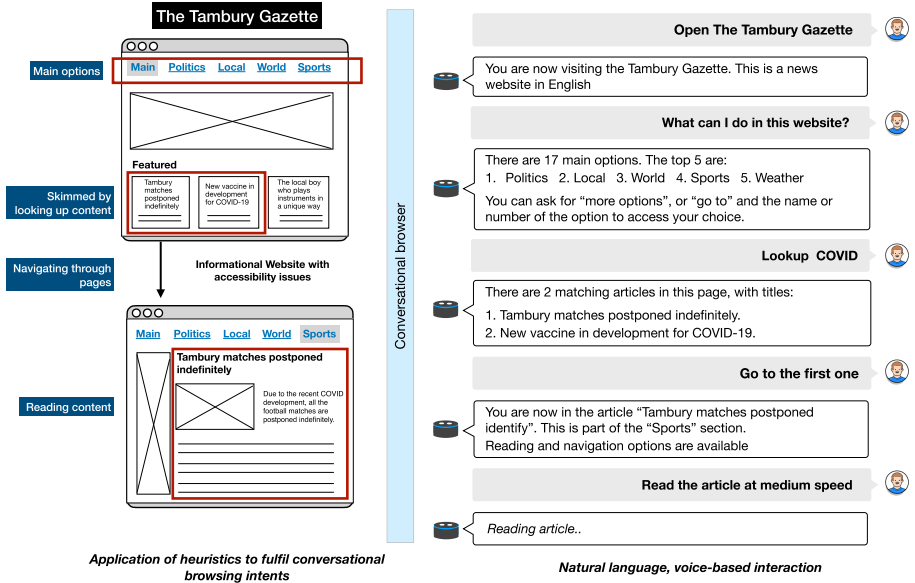 The Tambury Gazette
Main options
Main Politics Local World Sports
Featured
Tambury
matches
postponed
indefinitely
New vaccine in
development
for COVID-19
The local boy
who plays
instruments in
a unique way
Skimmed by
looking up content
Navigating through
pages
Informational Website with
accessibility issues
Main Politics Local World Sports
Tambury matches postponed
indefinitely
Due to the recent COVID
development, all the
football matches are
postponed indefinitely.
Reading content
Application of heuristics to fulfil conversational
browsing intents
Conversational browser
Open The Tambury Gazette
You are now visiting the Tambury Gazette. This is a news
website in English
What can I do in this website?
There are 17 main options. The top 5 are:
1. Politics 2. Local 3. World 4. Sports 5. Weather
You can ask for “more options”, or “go to” and the name or
number of the option to access your choice.
Lookup COVID
There are 2 matching articles in this page, with titles:
1. Tambury matches postponed indefinitely.
2. New vaccine in development for COVID-19.
Go to the first one
You are now in the article “Tambury matches postponed
identify”. This is part of the “Sports” section.
Reading and navigation options are available
Read the article at medium speed
Reading article..
Natural language, voice-based interaction